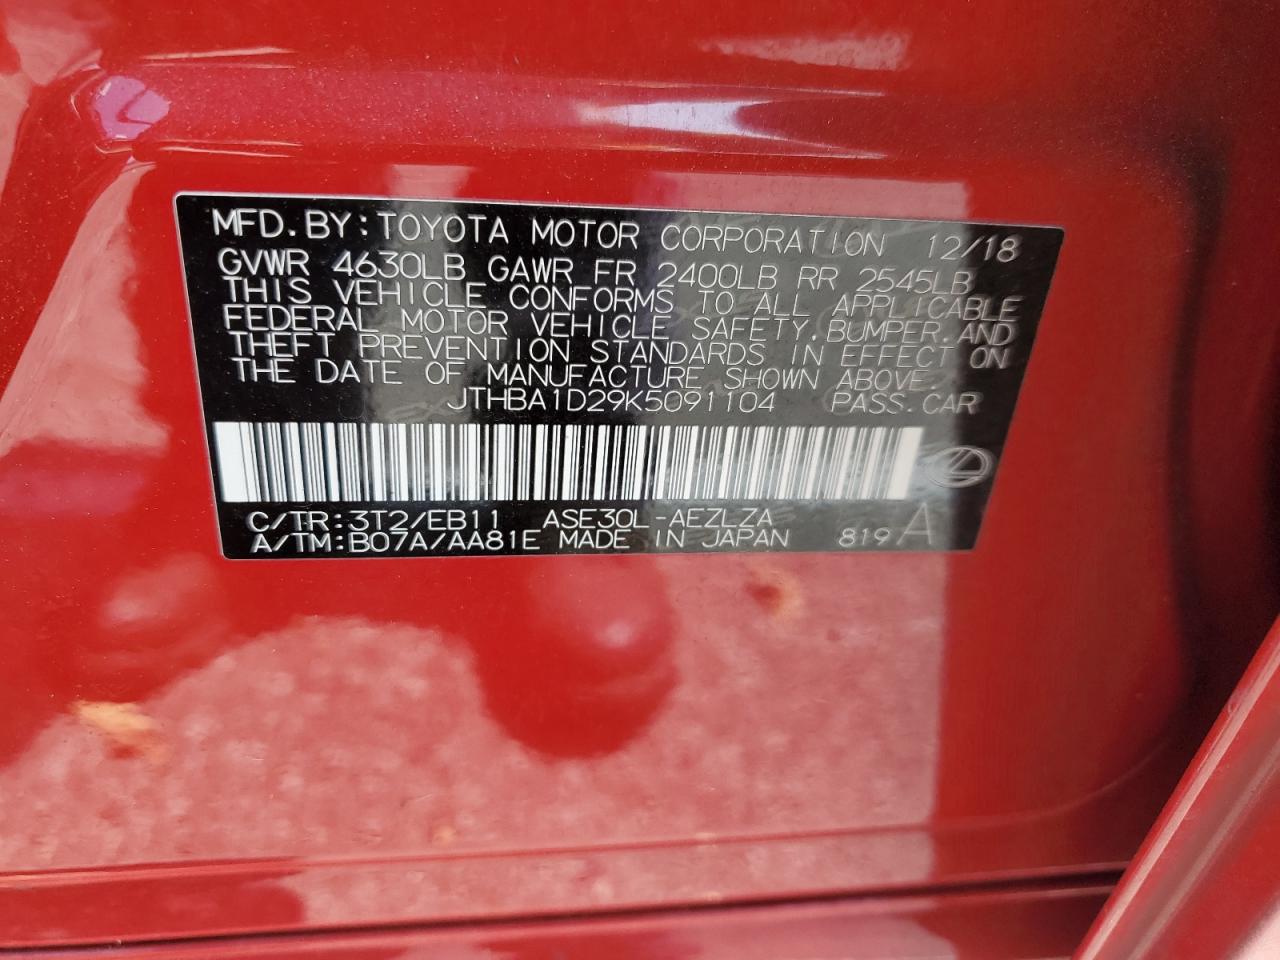 MFD. BY: TOYOTA MOTOR CORPORATION 12/18
GVWR 4630LB GAWR FR 2400LB RR 2545LB
THIS VEHICLE CONFORMS TO ALL APPLICABLE
FEDERAL MOTOR VEHICLE SAFETY, BUMPER, AND
THEFT PREVENTION STANDARDS IN EFFECT ON
THE DATE OF MANUFACTURE SHOWN ABOVE.
JTHBA1D29K5091104 PASS. CAR
C/TR: 3T2/EB11 ASE30L-AEZLZA
A/TM: B07A/AA81E MADE IN JAPAN 819 A